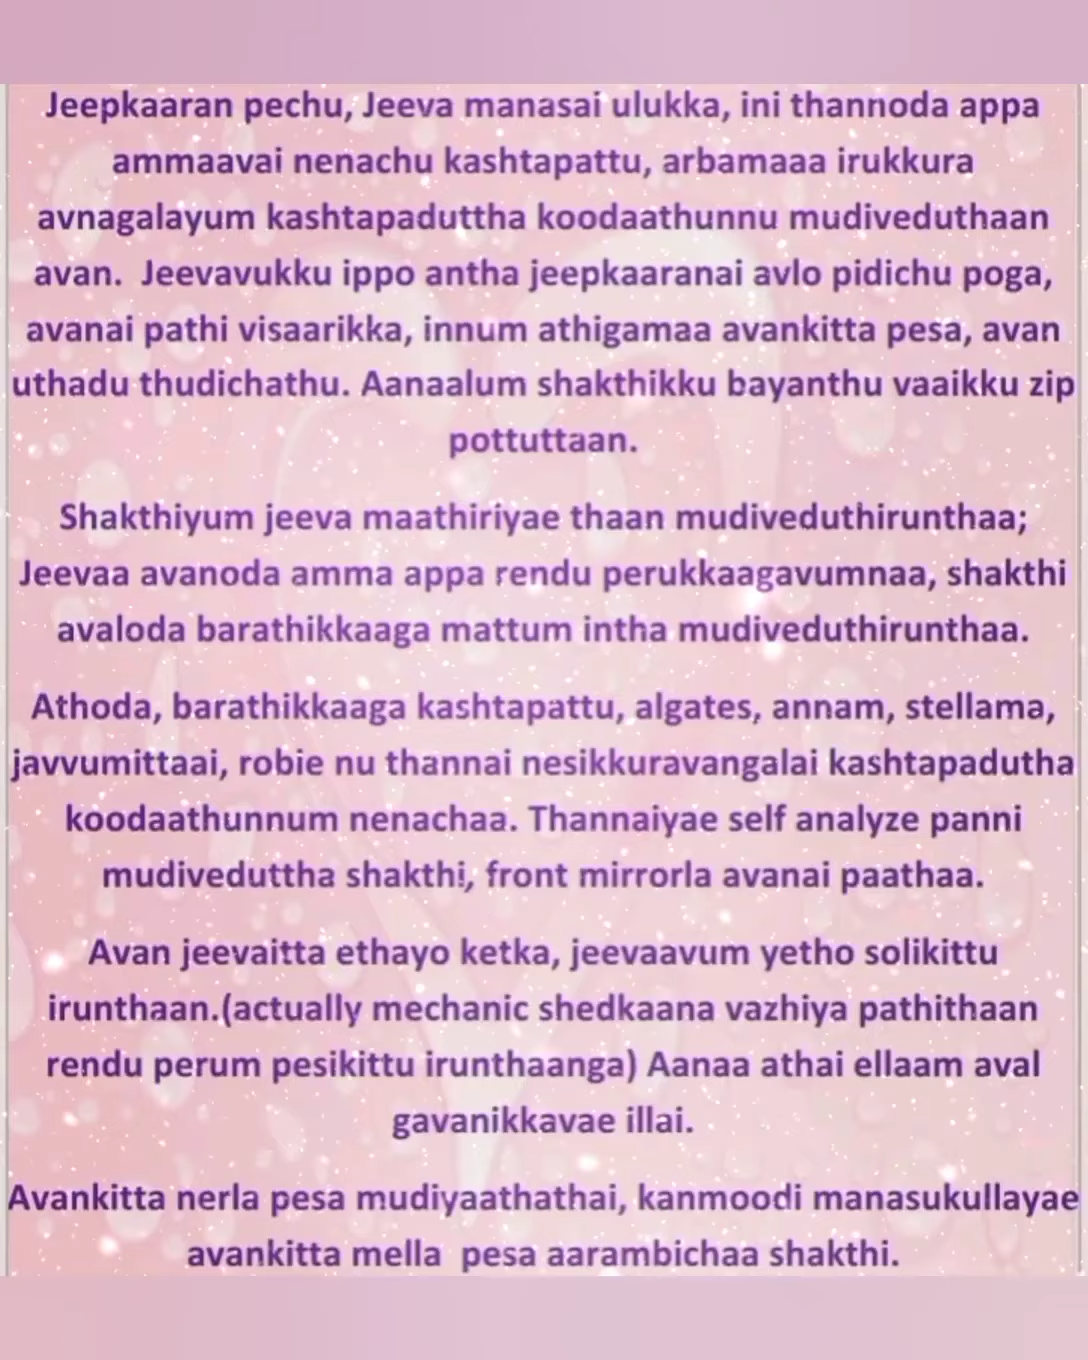 Jeepkaaran pechu, Jeeva manasai ulukka, ini thannoda appa
ammaavai nenachu kashtapattu, arbamaaa irukkura
avnagalayum kashtapaduttha koodaathunnu mudiveduthaan
avan.  Jeevavukku ippo antha jeepkaaranai avlo pidichu poga,
avanai pathi visaarikka, innum athigamaa avankitta pesa, avan
uthadu thudichathu. Aanaalum shakthikku bayanthu vaaikku zip
pottuttaan.
Shakthiyum jeeva maathiriyae thaan mudiveduthirunthaa;
Jeevaa avanoda amma appa rendu perukkaagavumnaa, shakthi
avaloda barathikkaaga mattum intha mudiveduthirunthaa.
Athoda, barathikkaaga kashtapattu, algates, annam, stellama,
javvumittaai, robie nu thannai nesikkuravangalai kashtapadutha
koodaathunnum nenachaa. Thannaiyae self analyze panni
mudiveduttha shakthi, front mirrorla avanai paathaa.
Avan jeevaitta ethayo ketka, jeevaavum yetho solikittu
irunthaan.(actually mechanic shedkaana vazhiya pathithaan
rendu perum pesikittu irunthaanga) Aanaa athai ellaam aval
gavanikkavae illai.
Avankitta nerla pesa mudiyaathathai, kanmoodi manasukullayae
avankitta mella  pesa aarambichaa shakthi.